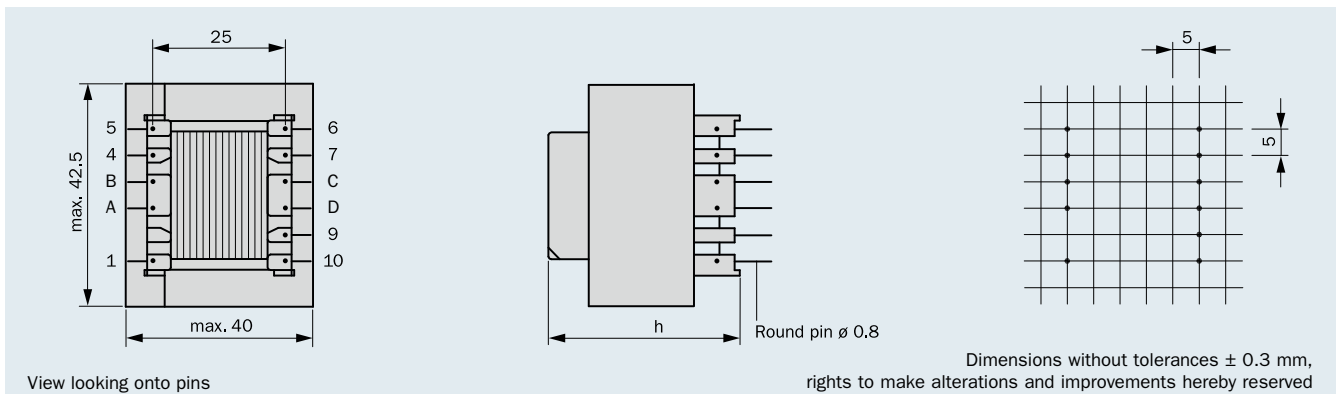 25
5
max. 42.5
5 6
4 7
B C
A D
9
1 10
5
max. 40
h
Round pin ø 0.8
View looking onto pins
Dimensions without tolerances ± 0.3 mm,
rights to make alterations and improvements hereby reserved